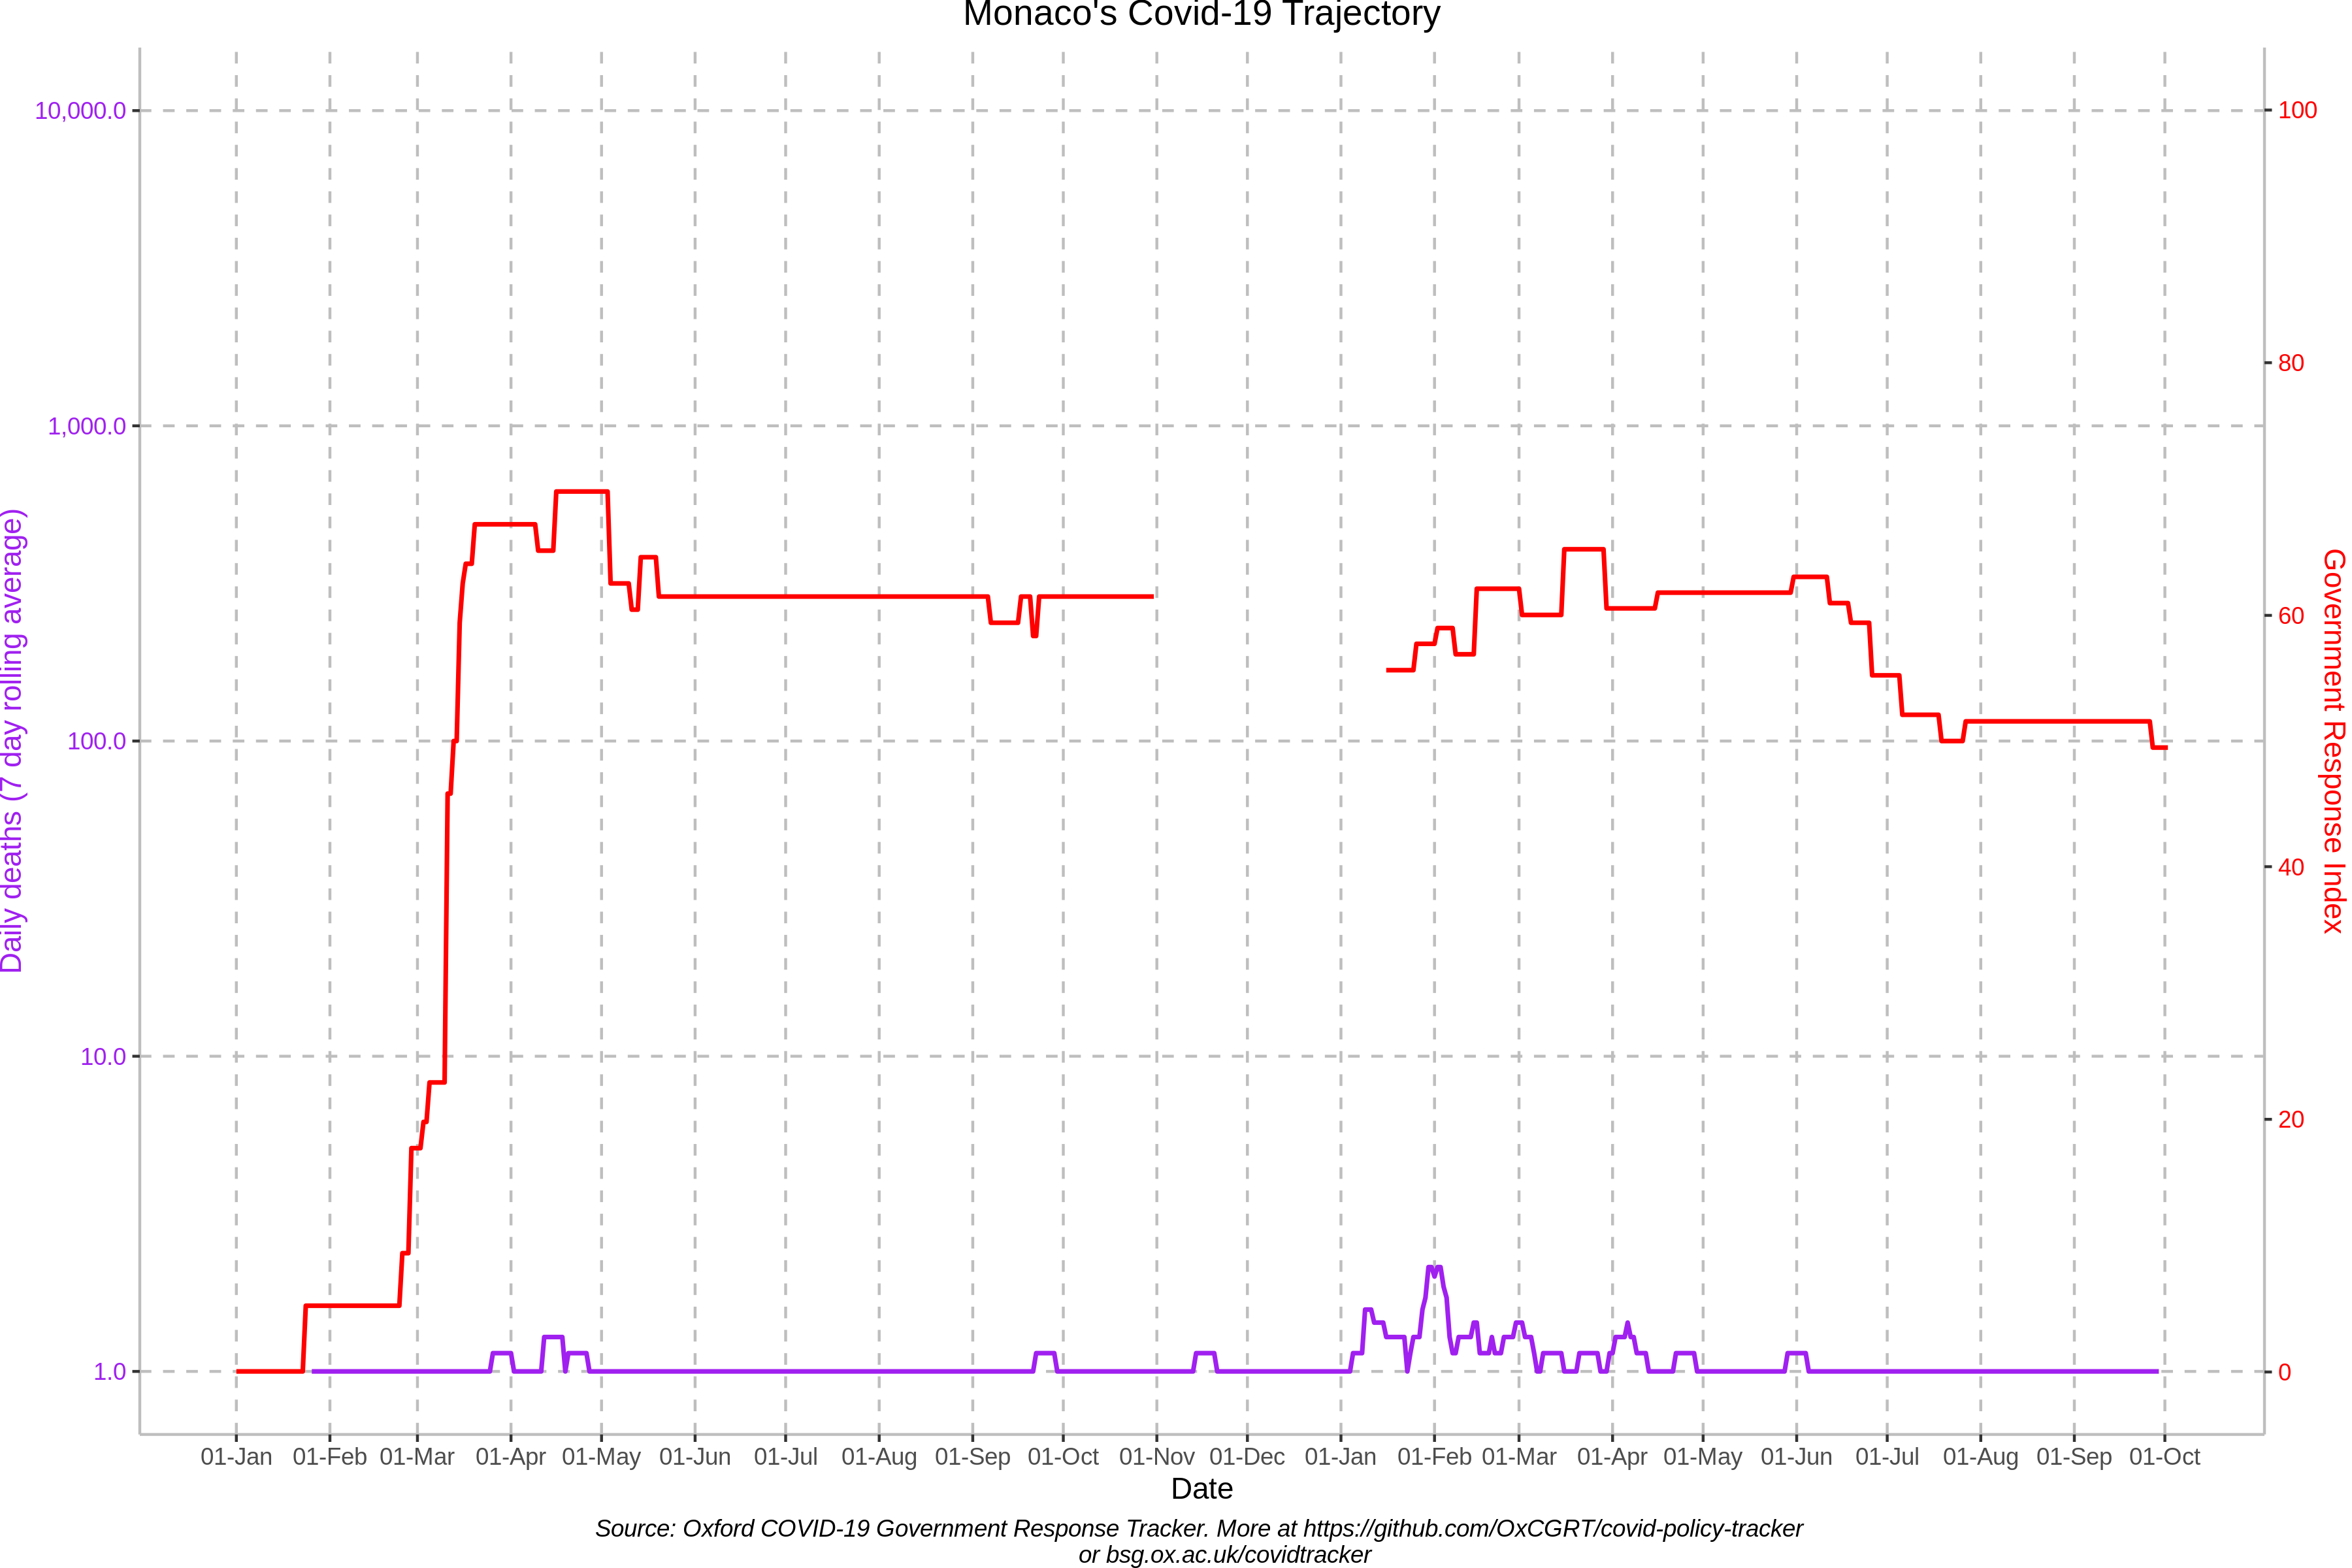 Monaco's Covid-19 Trajectory
10,000.0
1,000.0
100.0
10.0
1.0
Daily deaths (7 day rolling average)
100
80
60
40
20
0
Government Response Index
01-Jan 01-Feb 01-Mar 01-Apr 01-May 01-Jun 01-Jul 01-Aug 01-Sep 01-Oct 01-Nov 01-Dec 01-Jan 01-Feb 01-Mar 01-Apr 01-May 01-Jun 01-Jul 01-Aug 01-Sep 01-Oct
Date
Source: Oxford COVID-19 Government Response Tracker. More at https://github.com/OxCGRT/covid-policy-tracker
or bsg.ox.ac.uk/covidtracker